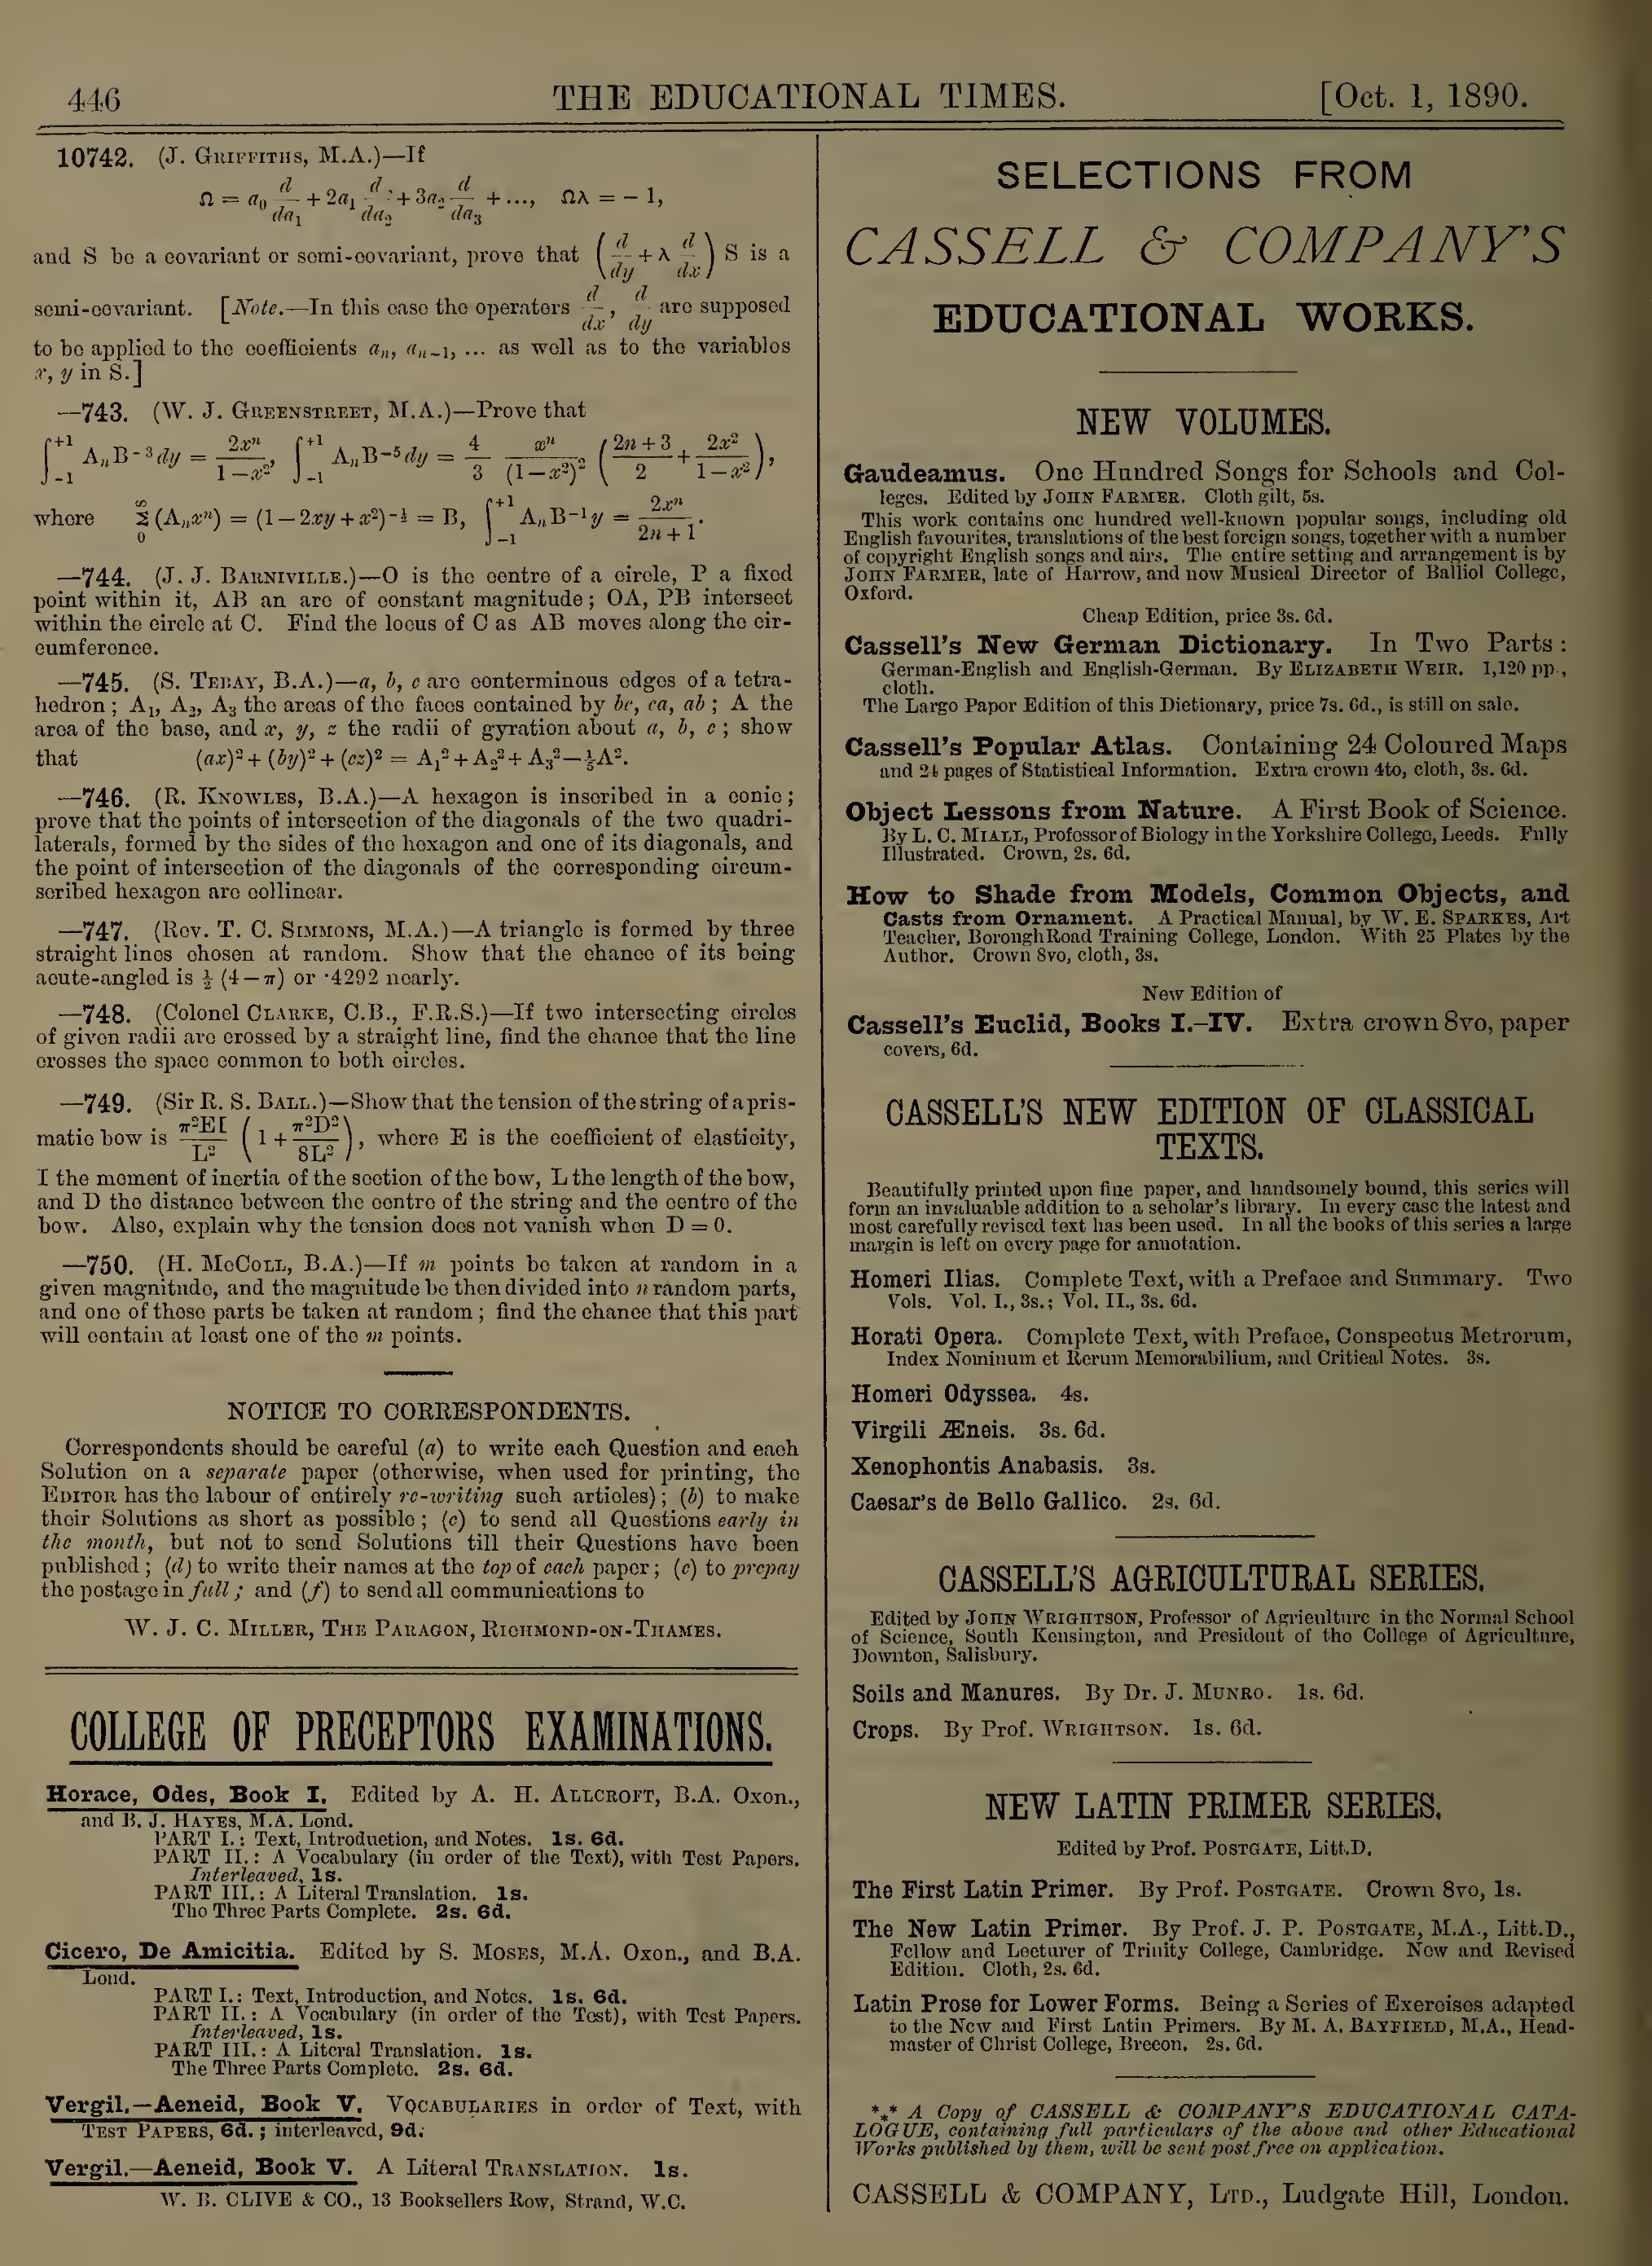 446
THE EDUCATIONAL TIMES.
[Oct. 1, 1890.
10742. (J. GRIFFITHS, M.A.)—If
Ω = a₀ d/da₁ + 2a₁ d/da₂ + 3a₂ d/da₃ + ..., Ωλ = − 1,
and S be a covariant or semi-covariant, prove that (d/dy + λ d/dx) S is a
semi-covariant. [Note.—In this case the operators d/dx, d/dy are supposed
to be applied to the coefficients aₙ, aₙ₋₁, ... as well as to the variables
x, y in S.]
—743. (W. J. GREENSTREET, M.A.)—Prove that
∫₋₁⁺¹ AₙB⁻³dy = 2xⁿ/(1−x²), ∫₋₁⁺¹ AₙB⁻⁵dy = 4/3 xⁿ/(1−x²)² ((2n+3)/2 + 2x²/(1−x²)),
where Σ₀^∞ (Aₙxⁿ) = (1−2xy+x²)^(−½) = B, ∫₋₁⁺¹ AₙB⁻¹y = 2xⁿ/(2n+1).
—744. (J. J. BARNIVILLE.)—O is the centre of a circle, P a fixed
point within it, AB an arc of constant magnitude; OA, PB intersect
within the circle at C. Find the locus of C as AB moves along the cir-
cumference.
—745. (S. TEBAY, B.A.)—a, b, c are conterminous edges of a tetra-
hedron; A₁, A₂, A₃ the areas of the faces contained by bc, ca, ab; A the
area of the base, and x, y, z the radii of gyration about a, b, c; show
that (ax)² + (by)² + (cz)² = A₁² + A₂² + A₃² − ⅕A².
—746. (R. KNOWLES, B.A.)—A hexagon is inscribed in a conic;
prove that the points of intersection of the diagonals of the two quadri-
laterals, formed by the sides of the hexagon and one of its diagonals, and
the point of intersection of the diagonals of the corresponding circum-
scribed hexagon are collinear.
—747. (Rev. T. C. SIMMONS, M.A.)—A triangle is formed by three
straight lines chosen at random. Show that the chance of its being
acute-angled is ½ (4−π) or ·4292 nearly.
—748. (Colonel CLARKE, C.B., F.R.S.)—If two intersecting circles
of given radii are crossed by a straight line, find the chance that the line
crosses the space common to both circles.
—749. (Sir R. S. BALL.)—Show that the tension of the string of a pris-
matic bow is π²EI/L² (1 + π²D²/8L²), where E is the coefficient of elasticity,
I the moment of inertia of the section of the bow, L the length of the bow,
and D the distance between the centre of the string and the centre of the
bow. Also, explain why the tension does not vanish when D = 0.
—750. (H. McCOLL, B.A.)—If m points be taken at random in a
given magnitude, and the magnitude be then divided into n random parts,
and one of these parts be taken at random; find the chance that this part
will contain at least one of the m points.
NOTICE TO CORRESPONDENTS.
Correspondents should be careful (a) to write each Question and each
Solution on a separate paper (otherwise, when used for printing, the
EDITOR has the labour of entirely re-writing such articles); (b) to make
their Solutions as short as possible; (c) to send all Questions early in
the month, but not to send Solutions till their Questions have been
published; (d) to write their names at the top of each paper; (e) to prepay
the postage in full; and (f) to send all communications to
W. J. C. MILLER, THE PARAGON, RICHMOND-ON-THAMES.
COLLEGE OF PRECEPTORS EXAMINATIONS.
Horace, Odes, Book I. Edited by A. H. ALLCROFT, B.A. Oxon.,
and B. J. HAYES, M.A. Lond.
PART I.: Text, Introduction, and Notes. 1s. 6d.
PART II.: A Vocabulary (in order of the Text), with Test Papers.
Interleaved, 1s.
PART III.: A Literal Translation. 1s.
The Three Parts Complete. 2s. 6d.
Cicero, De Amicitia. Edited by S. MOSES, M.A. Oxon., and B.A.
Lond.
PART I.: Text, Introduction, and Notes. 1s. 6d.
PART II.: A Vocabulary (in order of the Test), with Test Papers.
Interleaved, 1s.
PART III.: A Literal Translation. 1s.
The Three Parts Complete. 2s. 6d.
Vergil.—Aeneid, Book V. VOCABULARIES in order of Text, with
TEST PAPERS, 6d.; interleaved, 9d.
Vergil.—Aeneid, Book V. A Literal TRANSLATION. 1s.
W. B. CLIVE & CO., 13 Booksellers Row, Strand, W.C.
SELECTIONS FROM
CASSELL & COMPANY'S
EDUCATIONAL WORKS.
NEW VOLUMES.
Gaudeamus. One Hundred Songs for Schools and Col-
leges. Edited by JOHN FARMER. Cloth gilt, 5s.
This work contains one hundred well-known popular songs, including old
English favourites, translations of the best foreign songs, together with a number
of copyright English songs and airs. The entire setting and arrangement is by
JOHN FARMER, late of Harrow, and now Musical Director of Balliol College,
Oxford.
Cheap Edition, price 3s. 6d.
Cassell's New German Dictionary. In Two Parts:
German-English and English-German. By ELIZABETH WEIR. 1,120 pp.,
cloth.
The Large Paper Edition of this Dictionary, price 7s. 6d., is still on sale.
Cassell's Popular Atlas. Containing 24 Coloured Maps
and 24 pages of Statistical Information. Extra crown 4to, cloth, 3s. 6d.
Object Lessons from Nature. A First Book of Science.
By L. C. MIALL, Professor of Biology in the Yorkshire College, Leeds. Fully
Illustrated. Crown, 2s. 6d.
How to Shade from Models, Common Objects, and
Casts from Ornament. A Practical Manual, by W. E. SPARKES, Art
Teacher, Borough Road Training College, London. With 25 Plates by the
Author. Crown 8vo, cloth, 3s.
New Edition of
Cassell's Euclid, Books I.–IV. Extra crown 8vo, paper
covers, 6d.
CASSELL'S NEW EDITION OF CLASSICAL
TEXTS.
Beautifully printed upon fine paper, and handsomely bound, this series will
form an invaluable addition to a scholar's library. In every case the latest and
most carefully revised text has been used. In all the books of this series a large
margin is left on every page for annotation.
Homeri Ilias. Complete Text, with a Preface and Summary. Two
Vols. Vol. I., 3s.; Vol. II., 3s. 6d.
Horati Opera. Complete Text, with Preface, Conspectus Metrorum,
Index Nominum et Rerum Memorabilium, and Critical Notes. 3s.
Homeri Odyssea. 4s.
Virgili Æneis. 3s. 6d.
Xenophontis Anabasis. 3s.
Caesar's de Bello Gallico. 2s. 6d.
CASSELL'S AGRICULTURAL SERIES.
Edited by JOHN WRIGHTSON, Professor of Agriculture in the Normal School
of Science, South Kensington, and President of the College of Agriculture,
Downton, Salisbury.
Soils and Manures. By Dr. J. MUNRO. 1s. 6d.
Crops. By Prof. WRIGHTSON. 1s. 6d.
NEW LATIN PRIMER SERIES.
Edited by Prof. POSTGATE, Litt.D.
The First Latin Primer. By Prof. POSTGATE. Crown 8vo, 1s.
The New Latin Primer. By Prof. J. P. POSTGATE, M.A., Litt.D.,
Fellow and Lecturer of Trinity College, Cambridge. New and Revised
Edition. Cloth, 2s. 6d.
Latin Prose for Lower Forms. Being a Series of Exercises adapted
to the New and First Latin Primers. By M. A. BAYFIELD, M.A., Head-
master of Christ College, Brecon. 2s. 6d.
*** A Copy of CASSELL & COMPANY'S EDUCATIONAL CATA-
LOGUE, containing full particulars of the above and other Educational
Works published by them, will be sent post free on application.
CASSELL & COMPANY, LTD., Ludgate Hill, London.